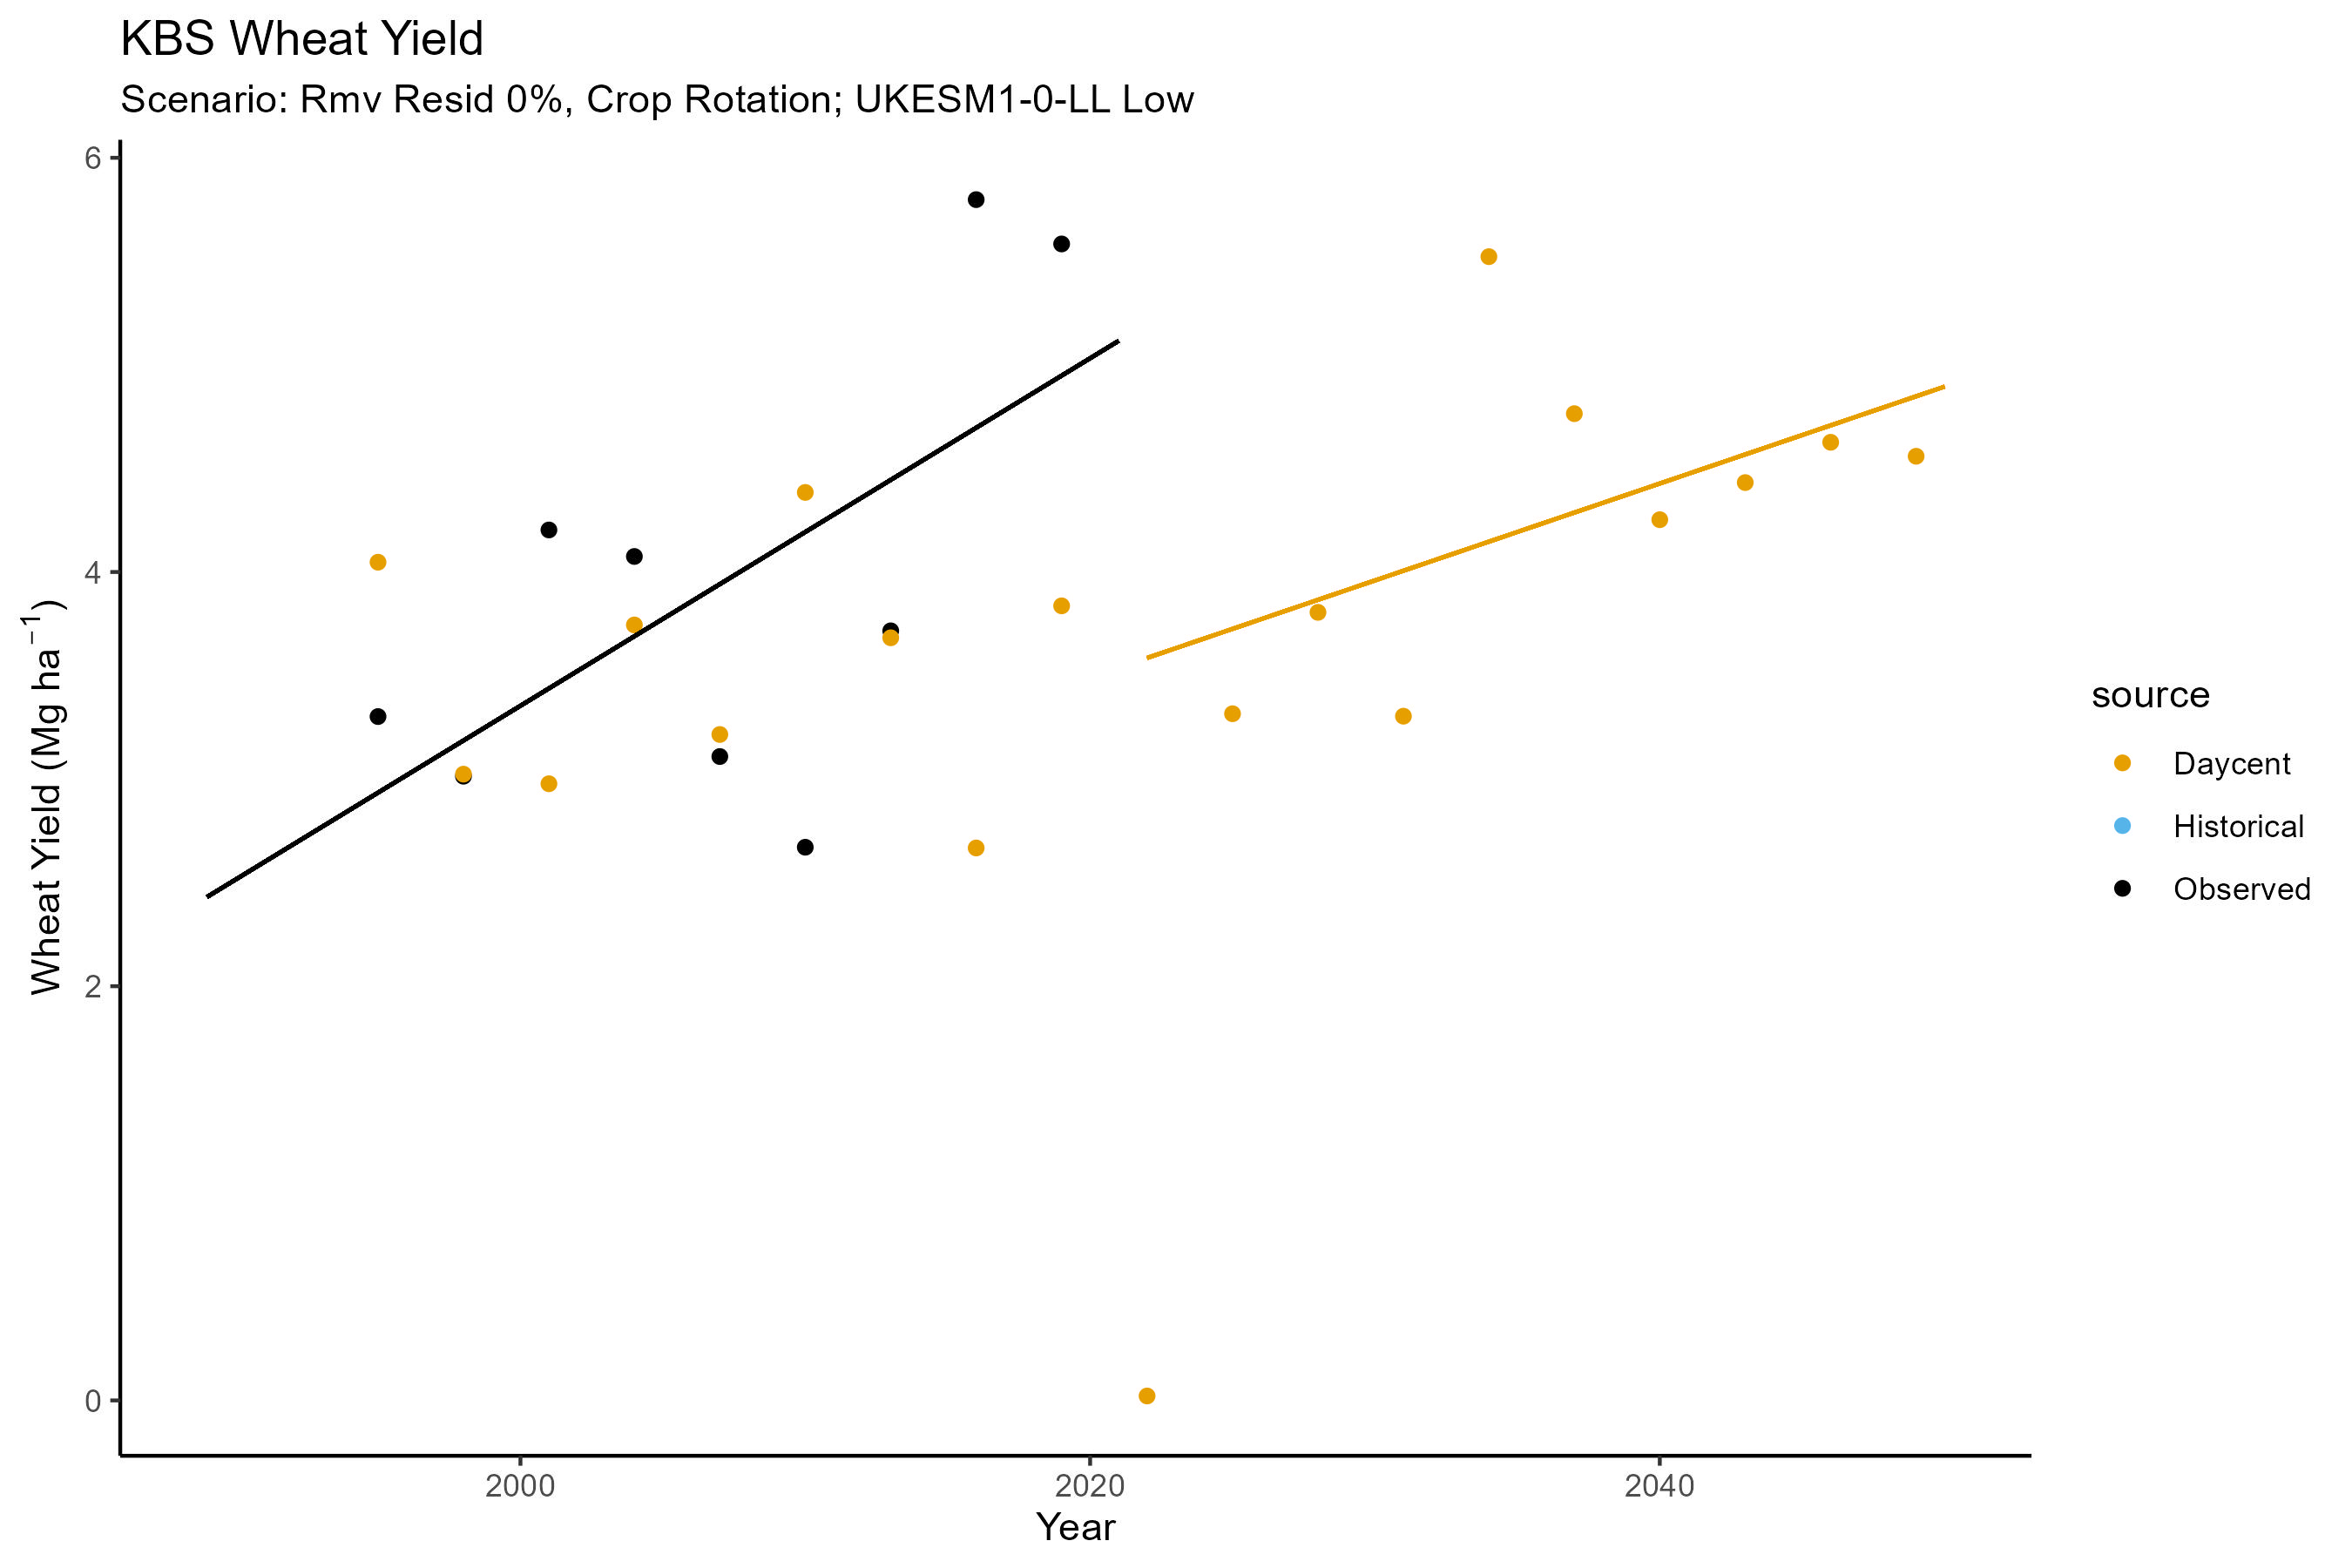 KBS Wheat Yield
Scenario: Rmv Resid 0%, Crop Rotation; UKESM1-0-LL Low
Wheat Yield (Mg ha⁻¹)
6
4
2
0
2000
2020
2040
Year
source
Daycent
Historical
Observed